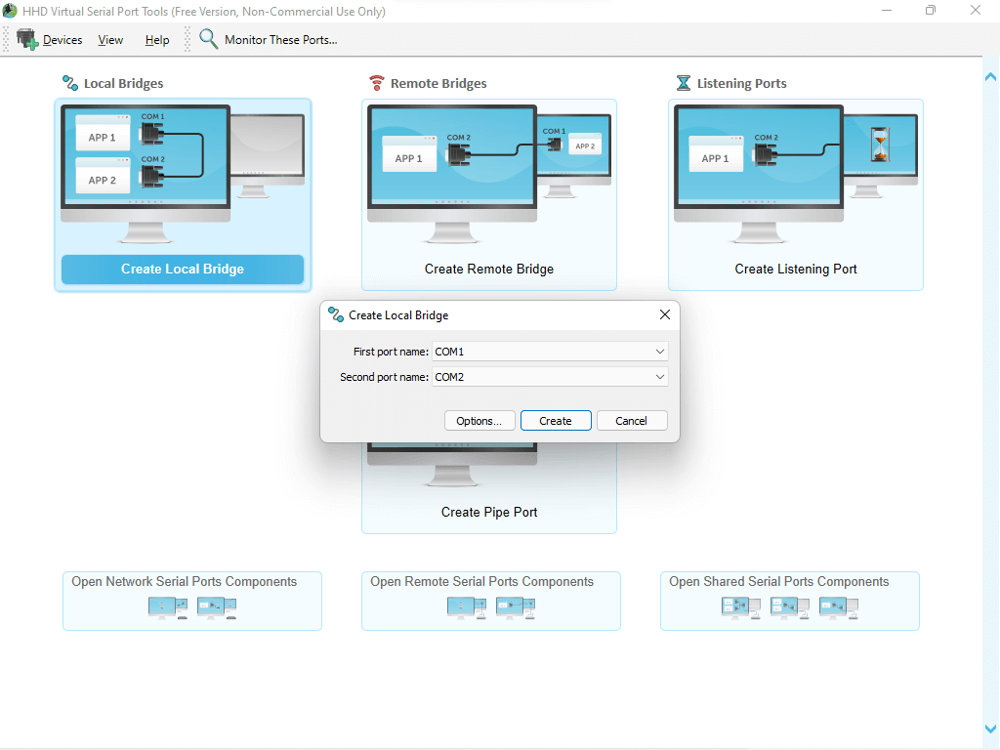 HHD Virtual Serial Port Tools (Free Version, Non-Commercial Use Only)
Devices View Help Monitor These Ports...
Local Bridges
COM 1
APP 1
COM 2
APP 2
Create Local Bridge
Remote Bridges
COM 2
APP 1
COM 1
APP 2
Create Remote Bridge
Listening Ports
COM 2
APP 1
Create Listening Port
Create Local Bridge
First port name: COM1
Second port name: COM2
Options... Create Cancel
Create Pipe Port
Open Network Serial Ports Components
Open Remote Serial Ports Components
Open Shared Serial Ports Components